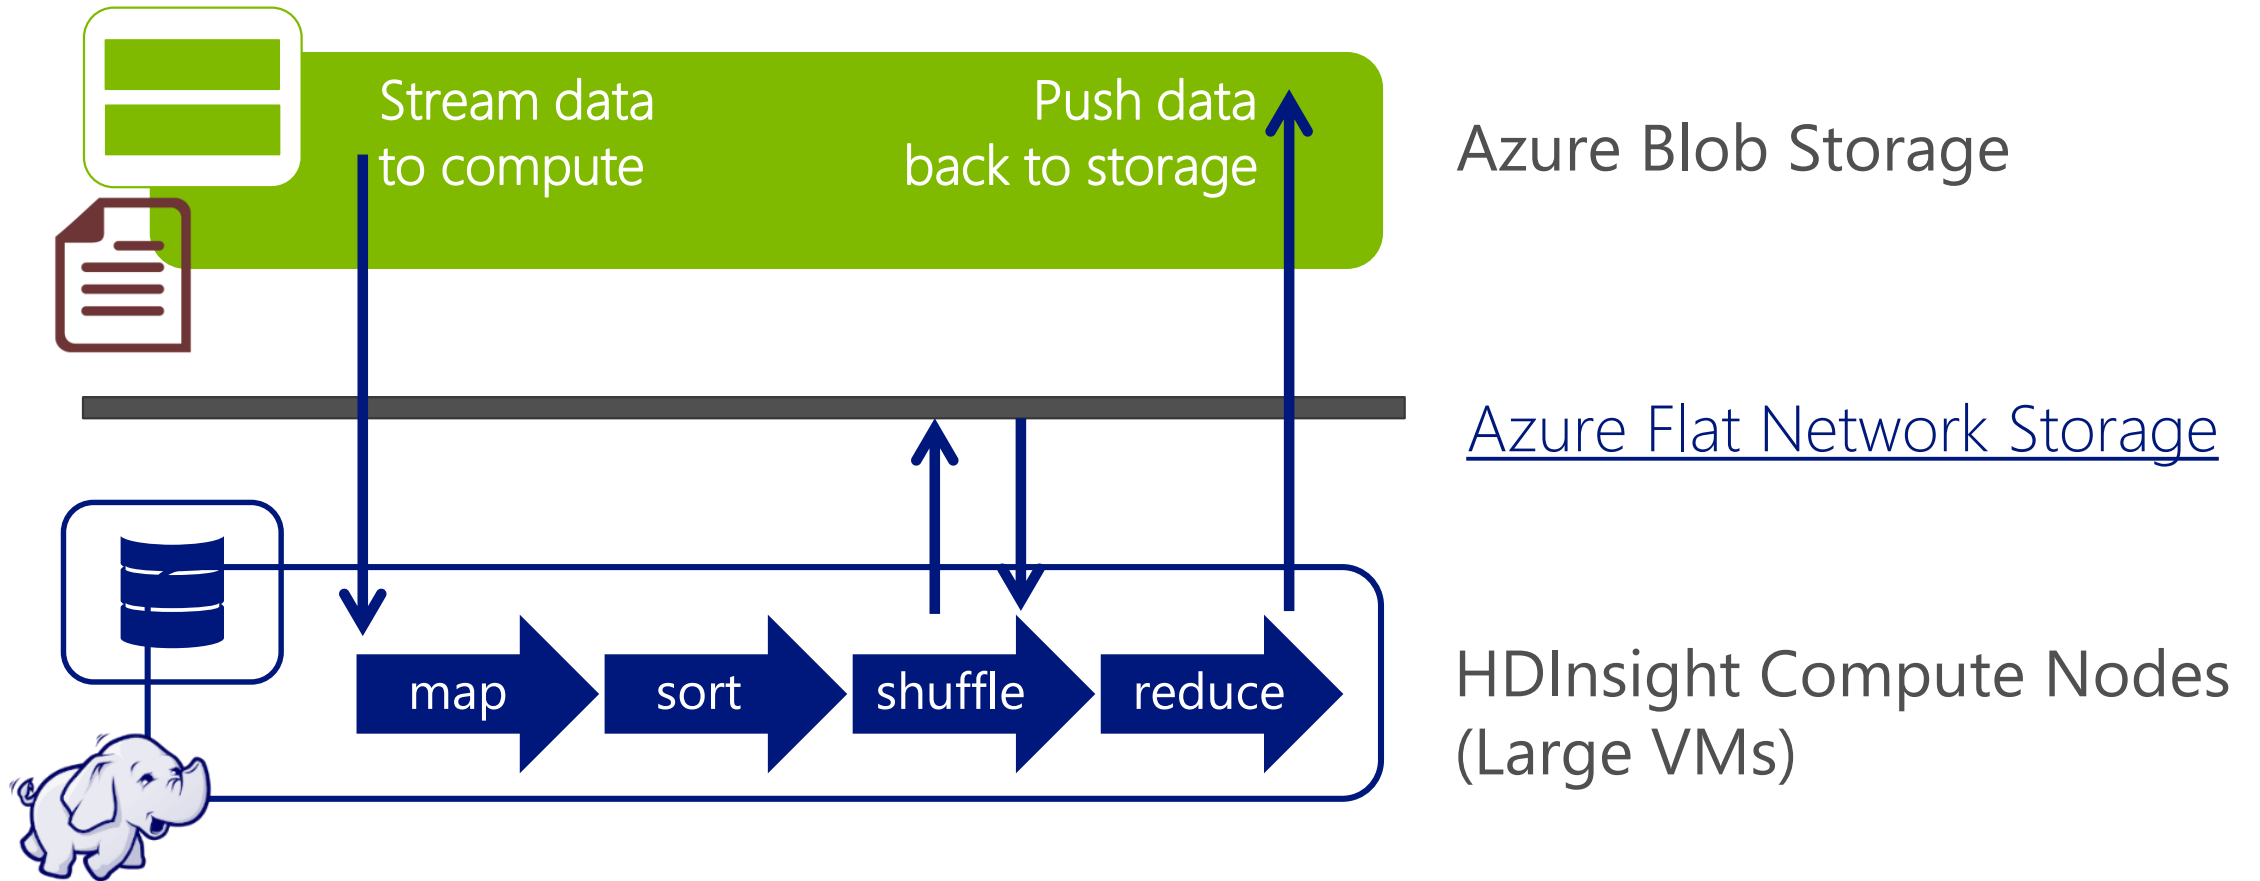 Stream data
to compute
Push data
back to storage
Azure Blob Storage
Azure Flat Network Storage
map
sort
shuffle
reduce
HDInsight Compute Nodes
(Large VMs)